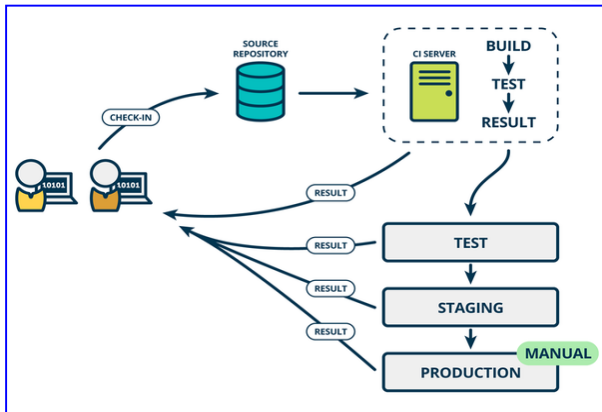 SOURCE
REPOSITORY
CI SERVER
BUILD
TEST
RESULT
CHECK-IN
10101
10101
RESULT
RESULT
TEST
RESULT
STAGING
RESULT
MANUAL
PRODUCTION